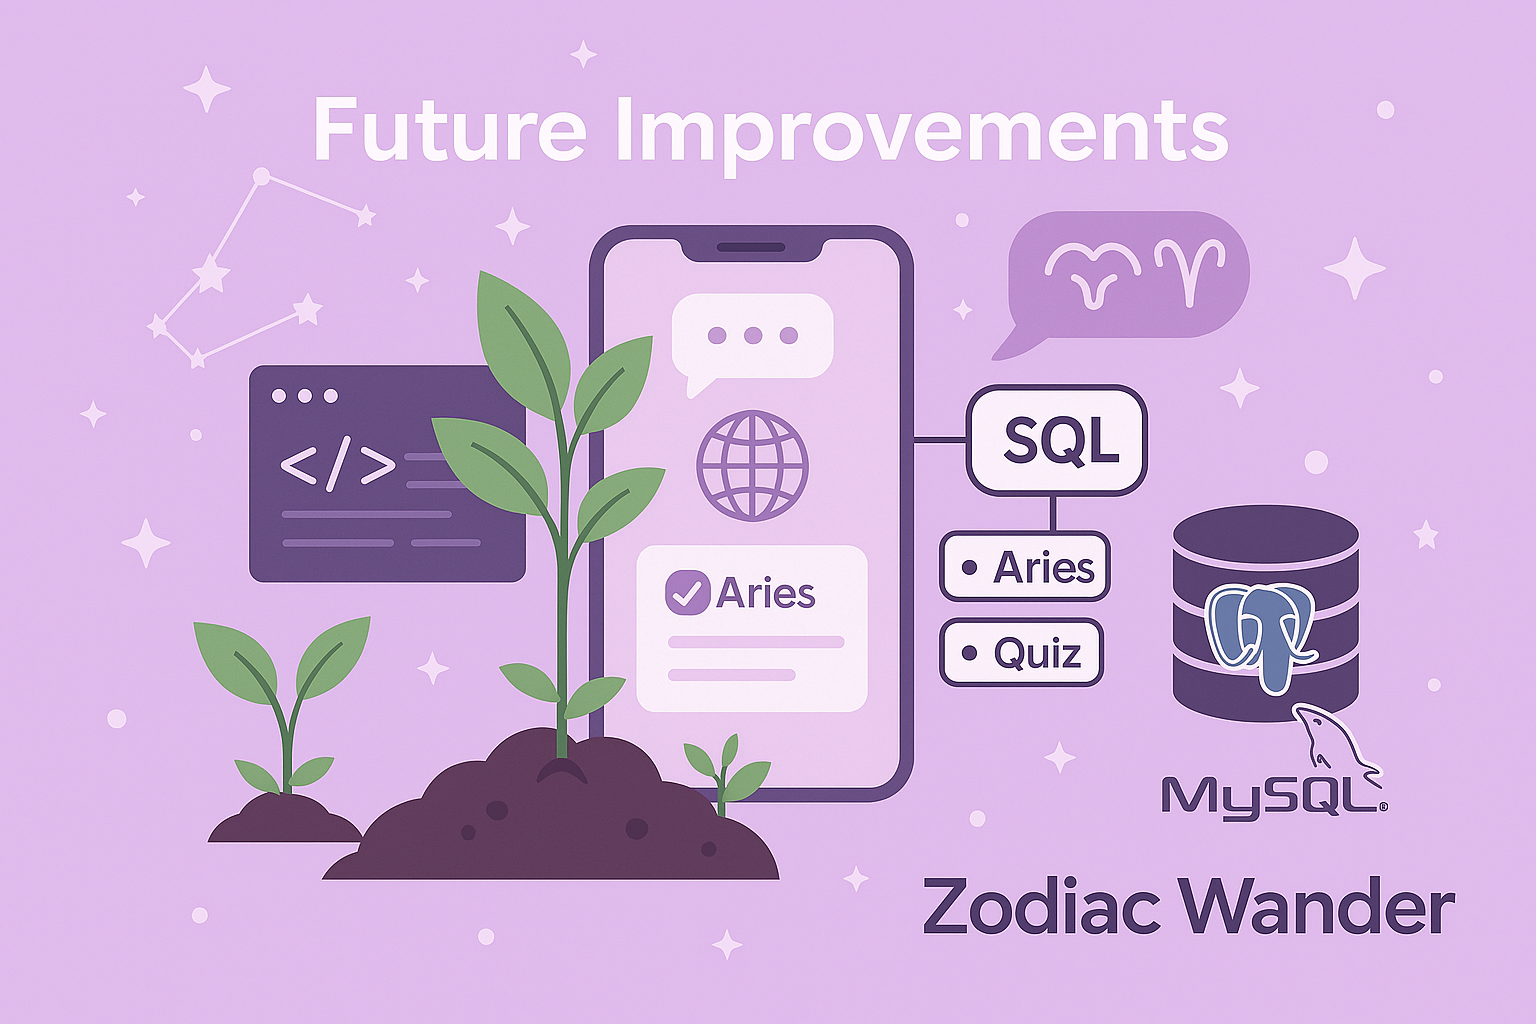 Future Improvements
</>
SQL
• Aries
Aries
• Quiz
MySQL®
Zodiac Wander